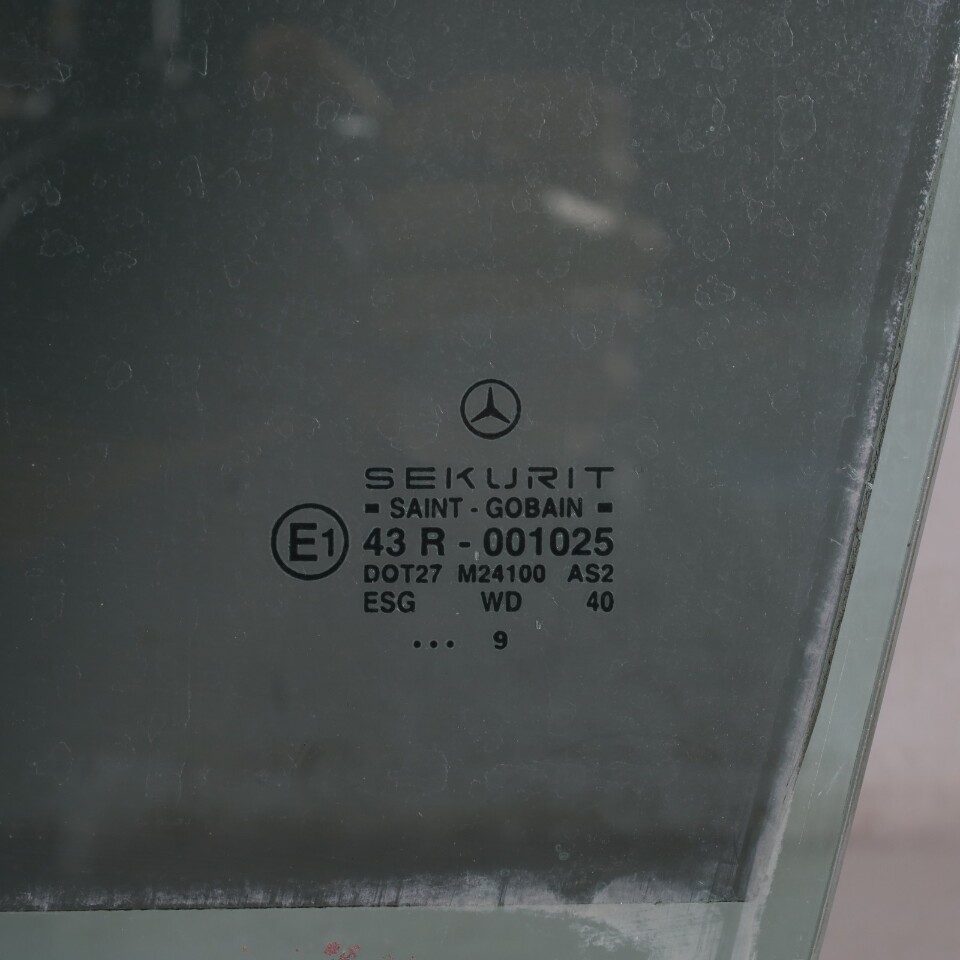 SEKURIT
- SAINT - GOBAIN -
E1 43 R - 001025
DOT27 M24100 AS2
ESG WD 40
... 9